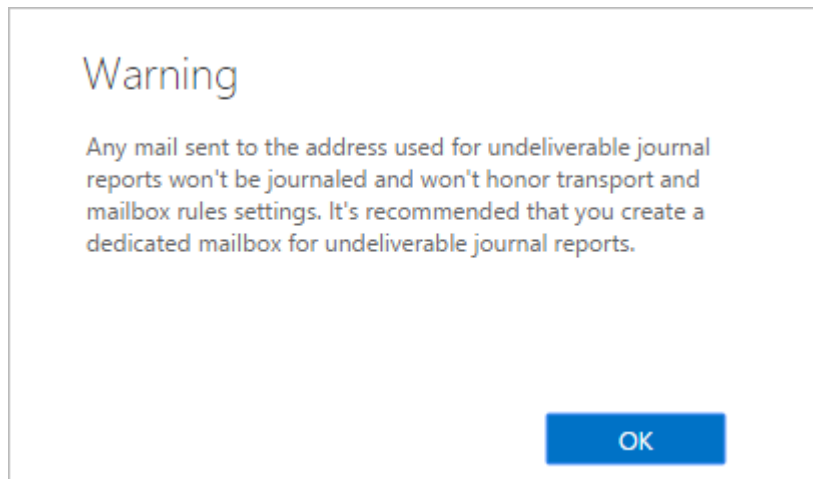 Warning
Any mail sent to the address used for undeliverable journal
reports won't be journaled and won't honor transport and
mailbox rules settings. It's recommended that you create a
dedicated mailbox for undeliverable journal reports.
OK